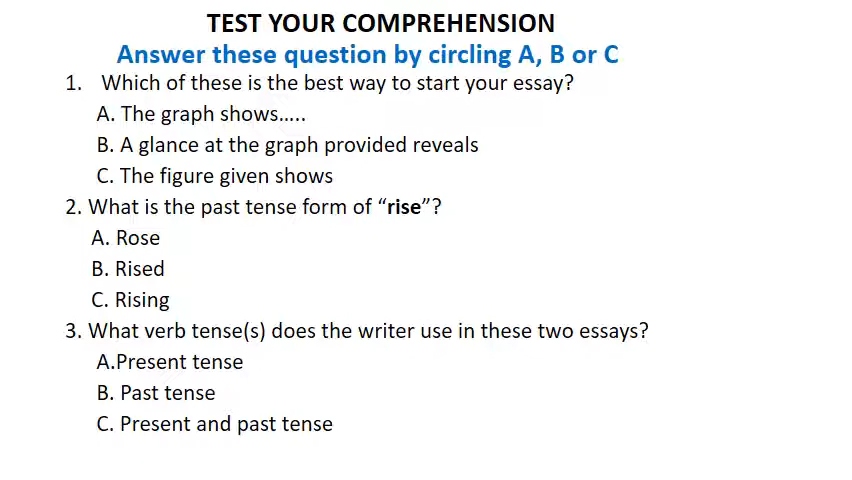 TEST YOUR COMPREHENSION
Answer these question by circling A, B or C
1. Which of these is the best way to start your essay?
A. The graph shows.....
B. A glance at the graph provided reveals
C. The figure given shows
2. What is the past tense form of “rise”?
A. Rose
B. Rised
C. Rising
3. What verb tense(s) does the writer use in these two essays?
A.Present tense
B. Past tense
C. Present and past tense